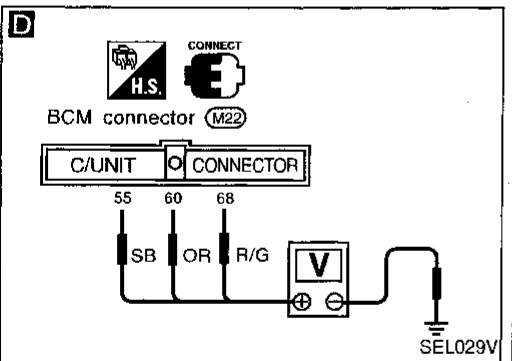 D
CONNECT
H.S.
BCM connector M22
C/UNIT O CONNECTOR
55 60 68
SB OR R/G
V
⊕ ⊖
SEL029V